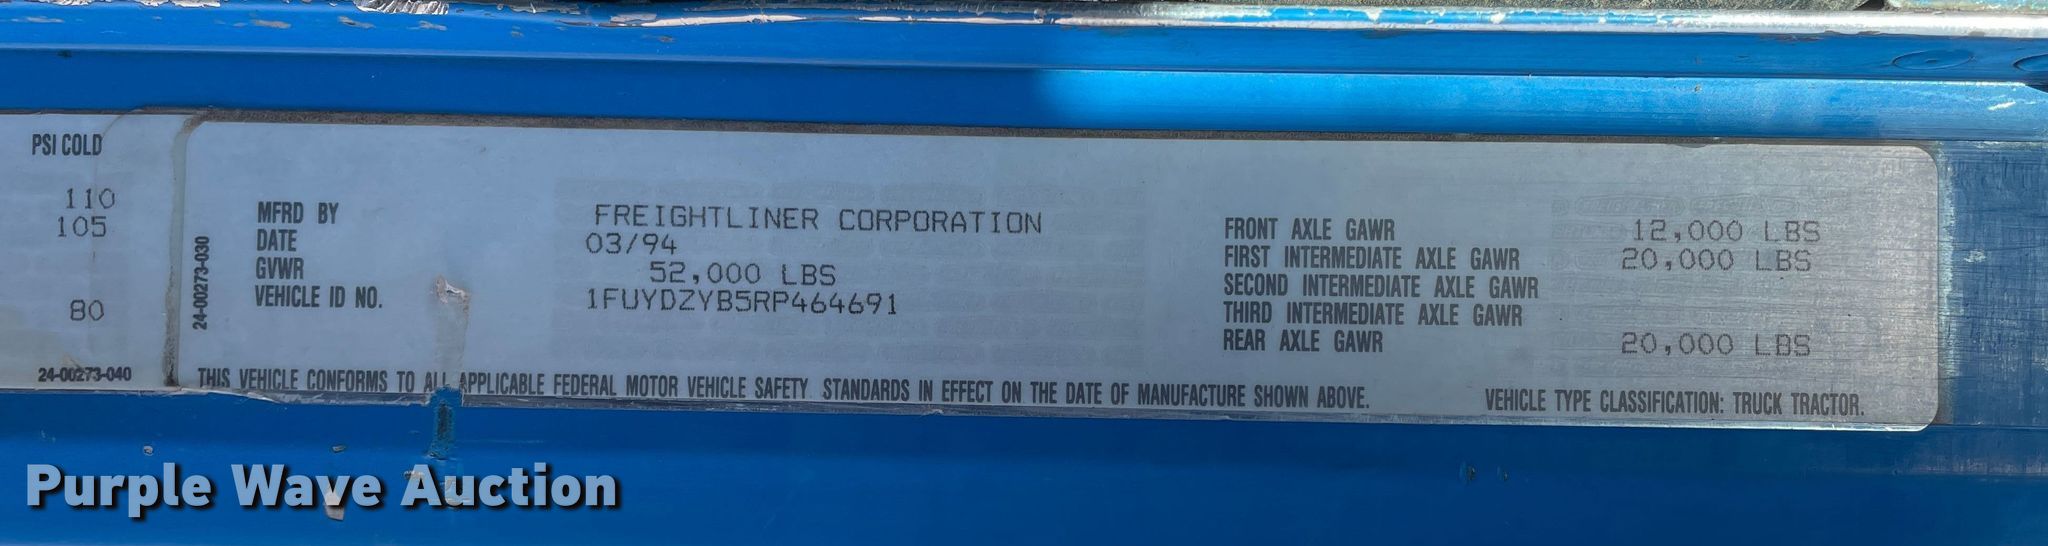 PSI COLD
110
105
80
24-00273-040
24-00273-030
MFRD BY FREIGHTLINER CORPORATION
DATE 03/94
GVWR 52,000 LBS
VEHICLE ID NO. 1FUYDZYB5RP464691
FRONT AXLE GAWR 12,000 LBS
FIRST INTERMEDIATE AXLE GAWR 20,000 LBS
SECOND INTERMEDIATE AXLE GAWR
THIRD INTERMEDIATE AXLE GAWR
REAR AXLE GAWR 20,000 LBS
THIS VEHICLE CONFORMS TO ALL APPLICABLE FEDERAL MOTOR VEHICLE SAFETY STANDARDS IN EFFECT ON THE DATE OF MANUFACTURE SHOWN ABOVE.
VEHICLE TYPE CLASSIFICATION: TRUCK TRACTOR.
Purple Wave Auction